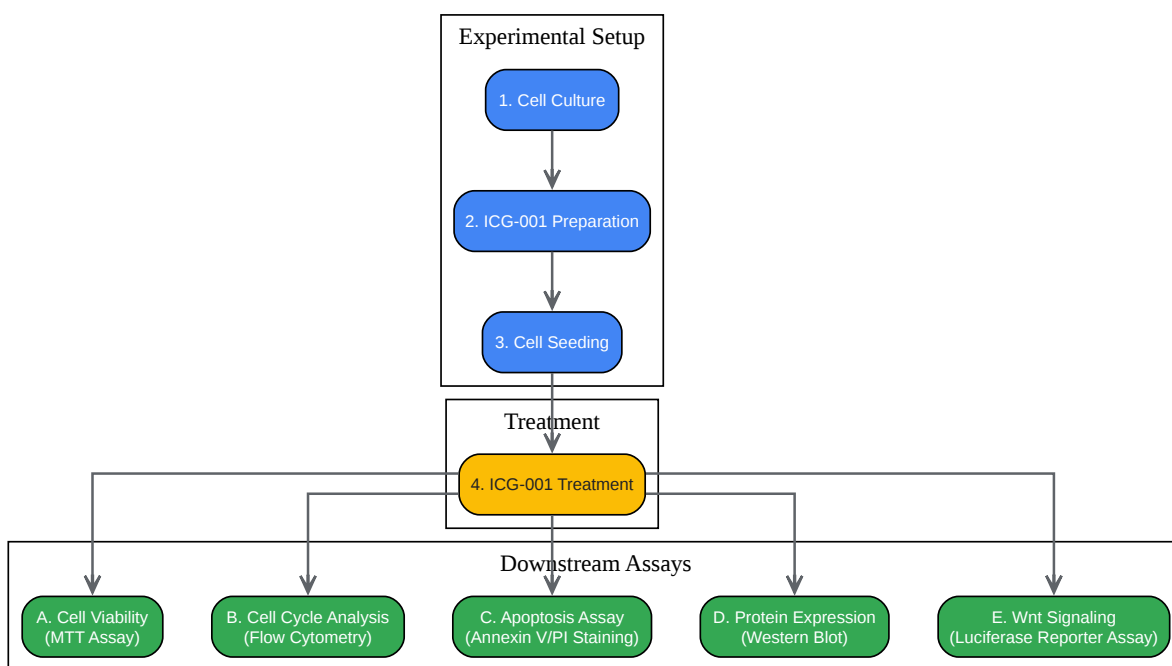 Experimental Setup
1. Cell Culture
2. ICG-001 Preparation
3. Cell Seeding
Treatment
4. ICG-001 Treatment
Downstream Assays
A. Cell Viability
(MTT Assay)
B. Cell Cycle Analysis
(Flow Cytometry)
C. Apoptosis Assay
(Annexin V/PI Staining)
D. Protein Expression
(Western Blot)
E. Wnt Signaling
(Luciferase Reporter Assay)